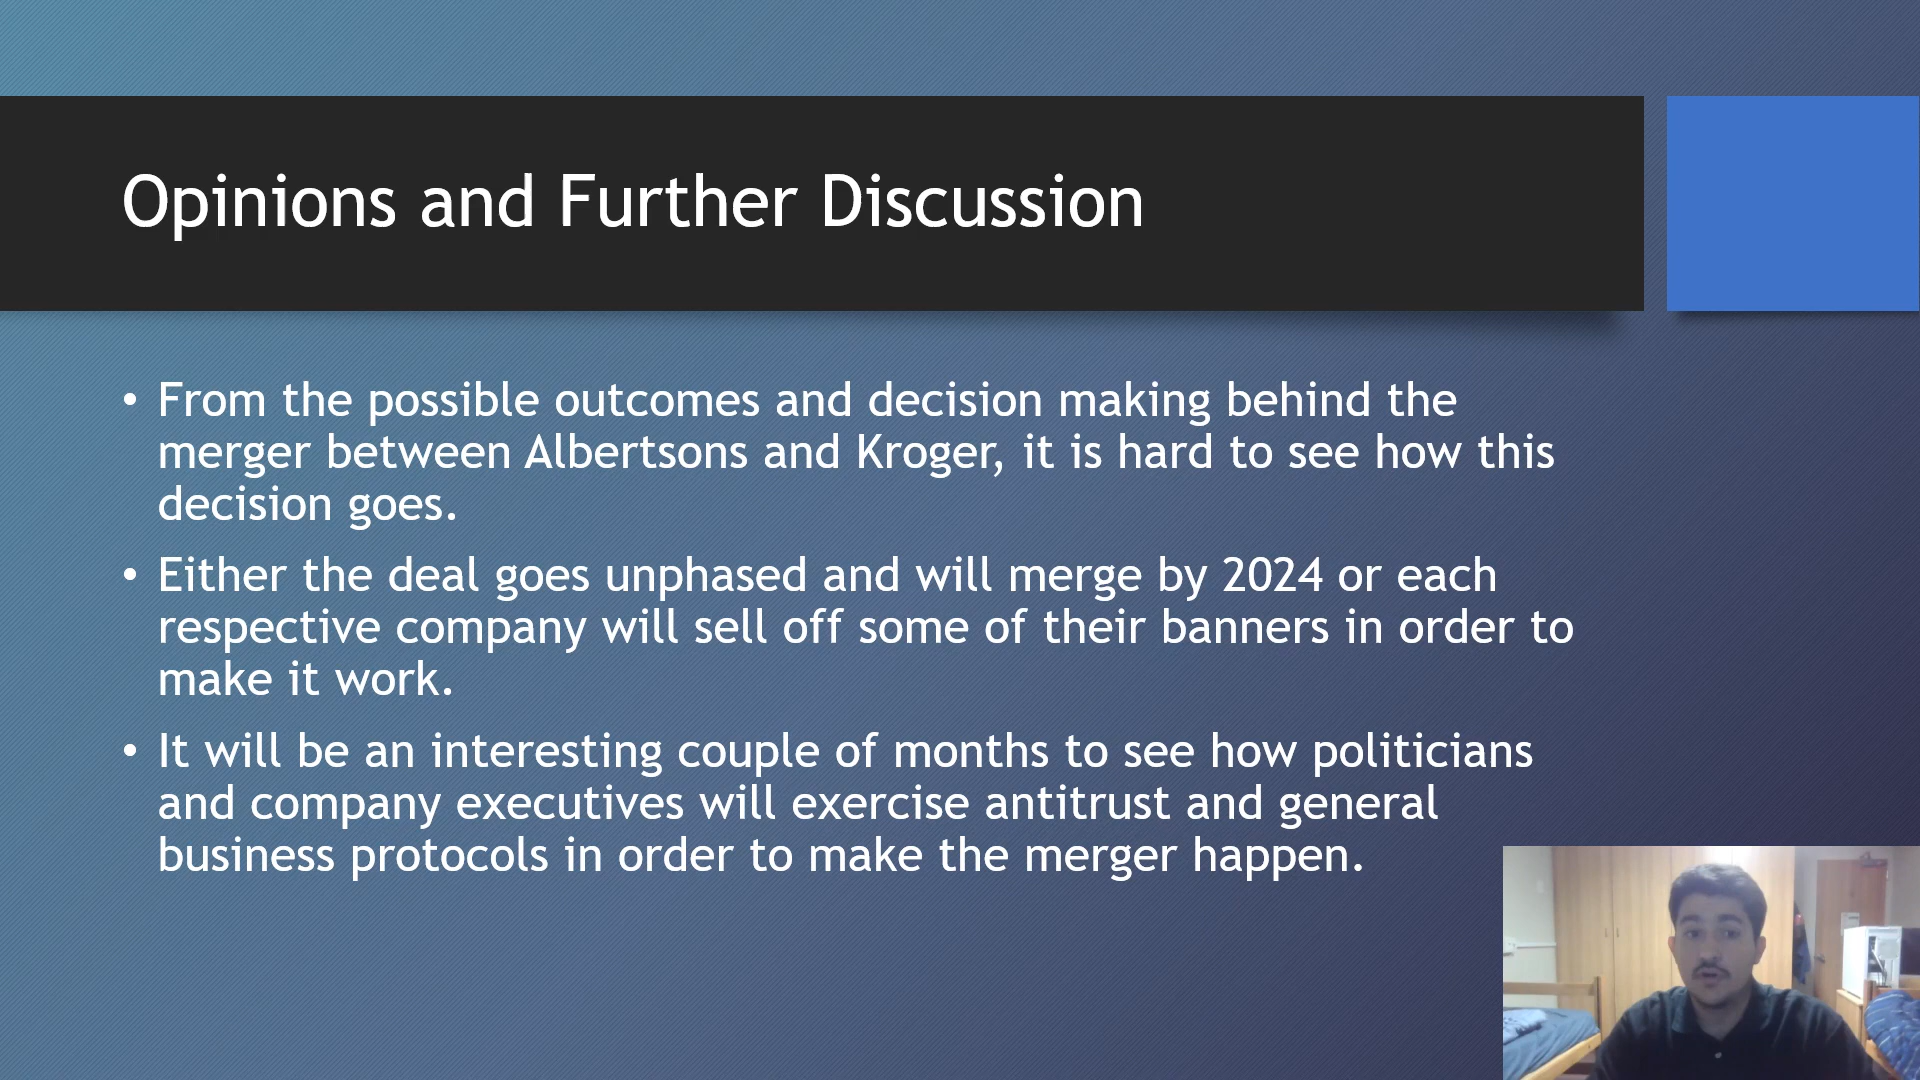 Opinions and Further Discussion
• From the possible outcomes and decision making behind the
merger between Albertsons and Kroger, it is hard to see how this
decision goes.
• Either the deal goes unphased and will merge by 2024 or each
respective company will sell off some of their banners in order to
make it work.
• It will be an interesting couple of months to see how politicians
and company executives will exercise antitrust and general
business protocols in order to make the merger happen.